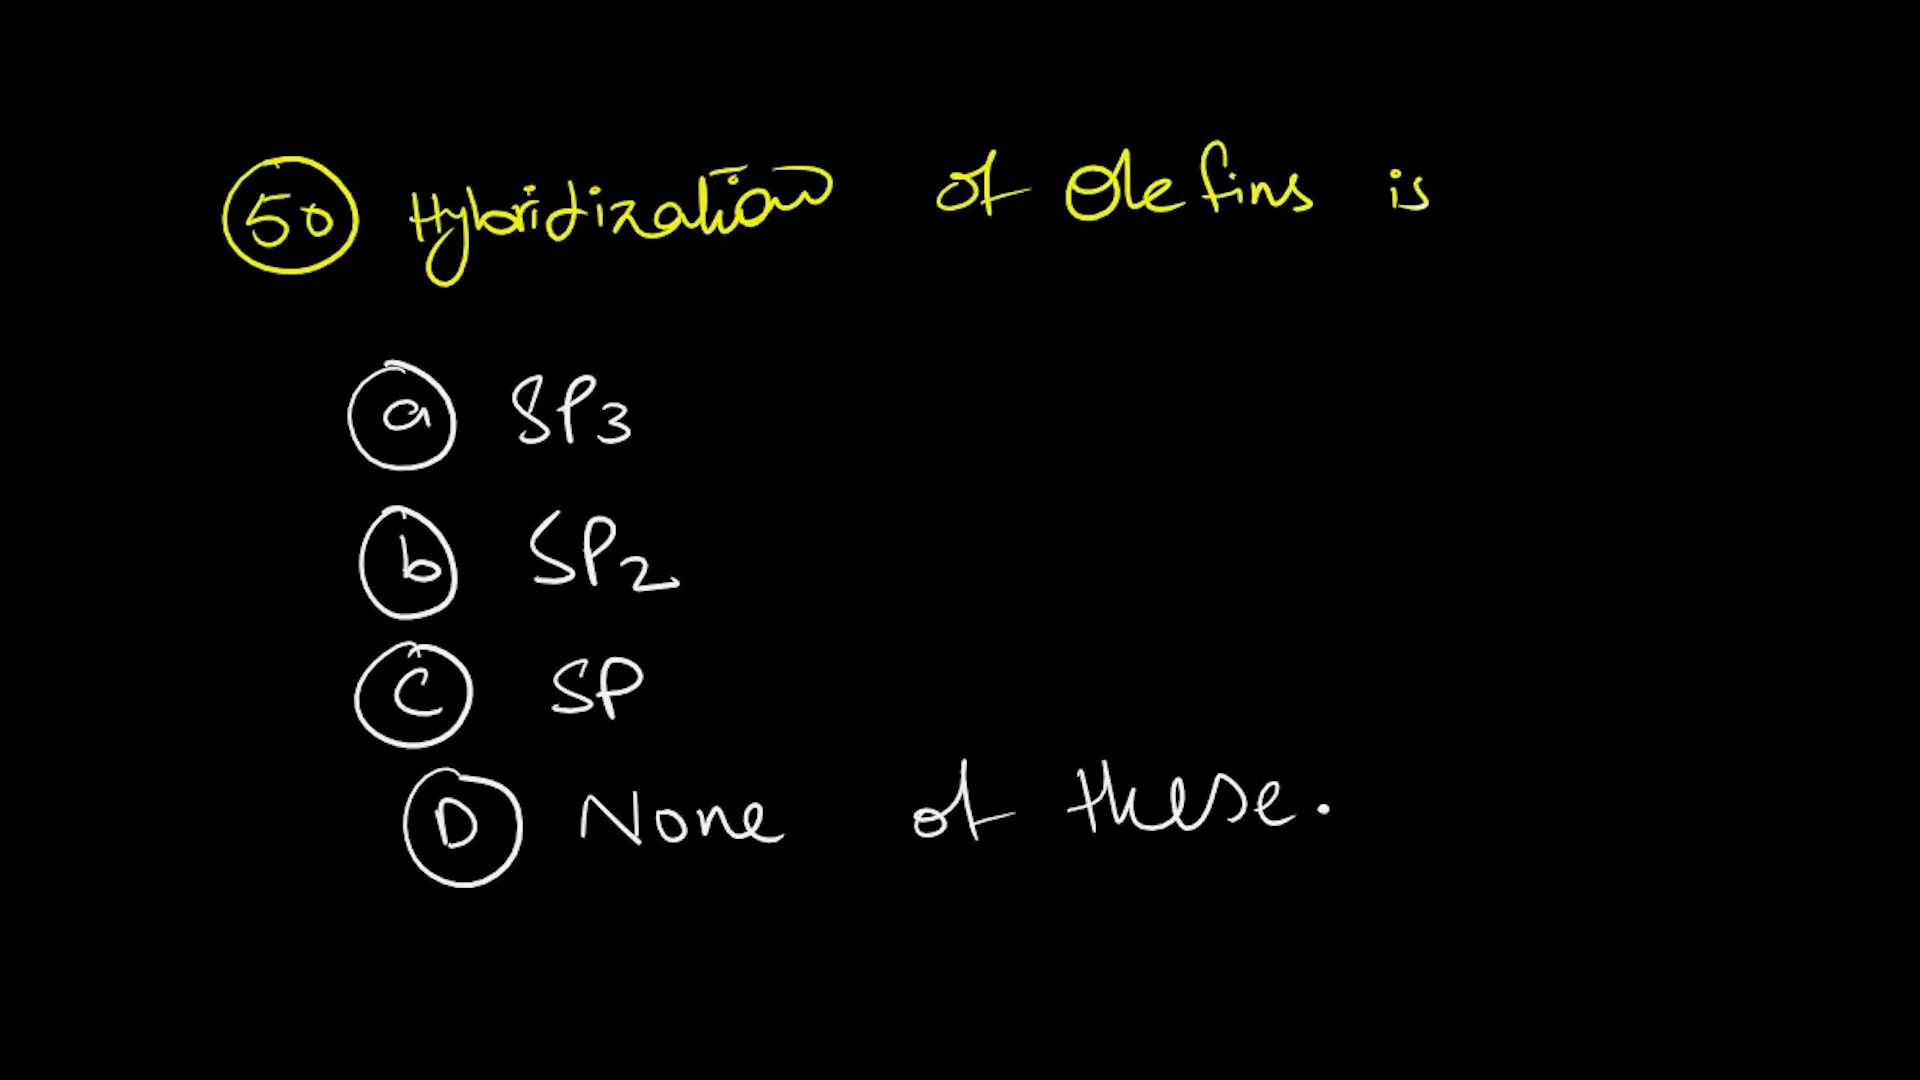 50 Hybridization of Olefins is
a SP3
b SP2
C SP
D None of these.